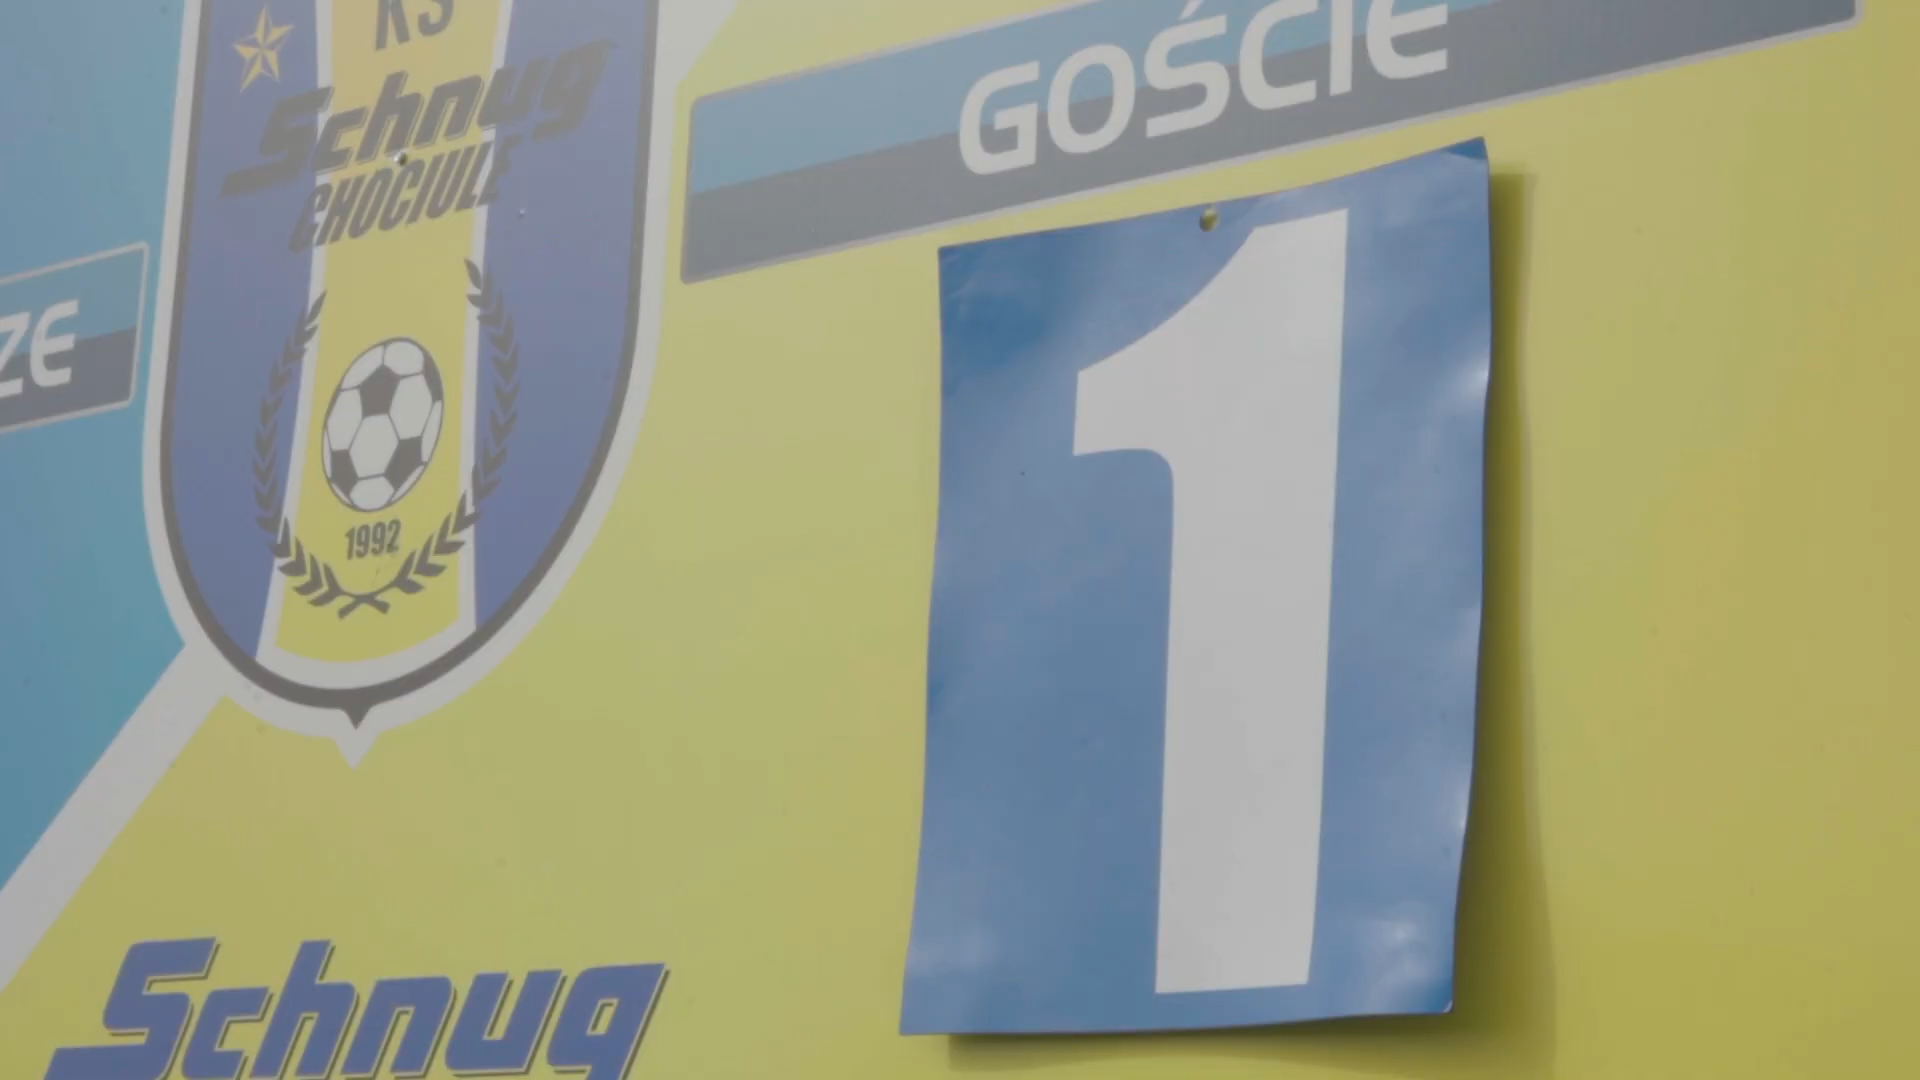 KS
Schnug
CHOCIULE
1992
ZE
GOŚCIE
1
Schnug